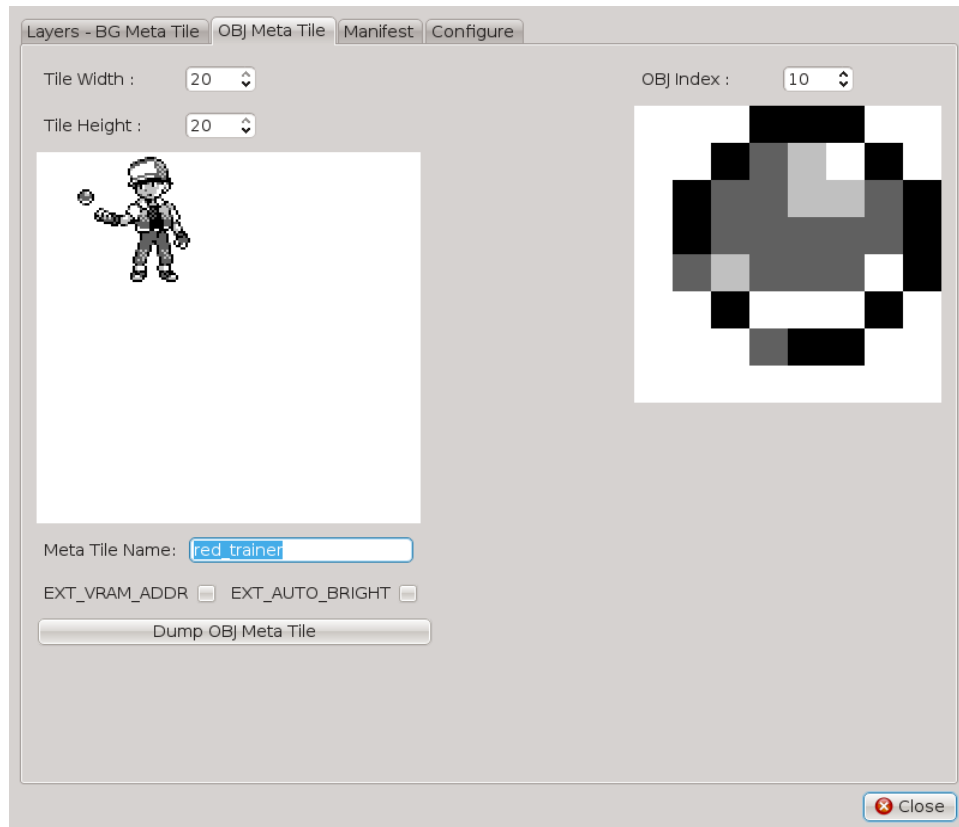 Layers - BG Meta Tile OBJ Meta Tile Manifest Configure
Tile Width : 20 OBJ Index : 10
Tile Height : 20
Meta Tile Name: red_trainer
EXT_VRAM_ADDR EXT_AUTO_BRIGHT
Dump OBJ Meta Tile
Close